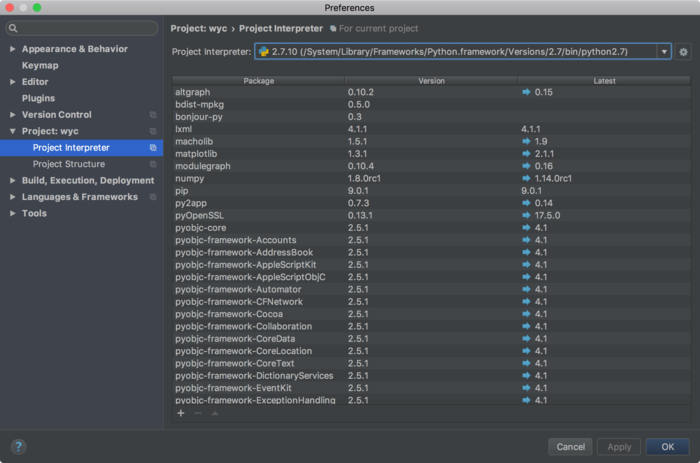 Preferences
Appearance & Behavior
Keymap
Editor
Plugins
Version Control
Project: wyc
Project Interpreter
Project Structure
Build, Execution, Deployment
Languages & Frameworks
Tools
Project: wyc › Project Interpreter For current project
Project Interpreter: 2.7.10 (/System/Library/Frameworks/Python.framework/Versions/2.7/bin/python2.7)
Package Version Latest
altgraph 0.10.2 0.15
bdist-mpkg 0.5.0
bonjour-py 0.3
lxml 4.1.1 4.1.1
macholib 1.5.1 1.9
matplotlib 1.3.1 2.1.1
modulegraph 0.10.4 0.16
numpy 1.8.0rc1 1.14.0rc1
pip 9.0.1 9.0.1
py2app 0.7.3 0.14
pyOpenSSL 0.13.1 17.5.0
pyobjc-core 2.5.1 4.1
pyobjc-framework-Accounts 2.5.1 4.1
pyobjc-framework-AddressBook 2.5.1 4.1
pyobjc-framework-AppleScriptKit 2.5.1 4.1
pyobjc-framework-AppleScriptObjC 2.5.1 4.1
pyobjc-framework-Automator 2.5.1 4.1
pyobjc-framework-CFNetwork 2.5.1 4.1
pyobjc-framework-Cocoa 2.5.1 4.1
pyobjc-framework-Collaboration 2.5.1 4.1
pyobjc-framework-CoreData 2.5.1 4.1
pyobjc-framework-CoreLocation 2.5.1 4.1
pyobjc-framework-CoreText 2.5.1 4.1
pyobjc-framework-DictionaryServices 2.5.1 4.1
pyobjc-framework-EventKit 2.5.1 4.1
pyobjc-framework-ExceptionHandling 2.5.1 4.1
? Cancel Apply OK